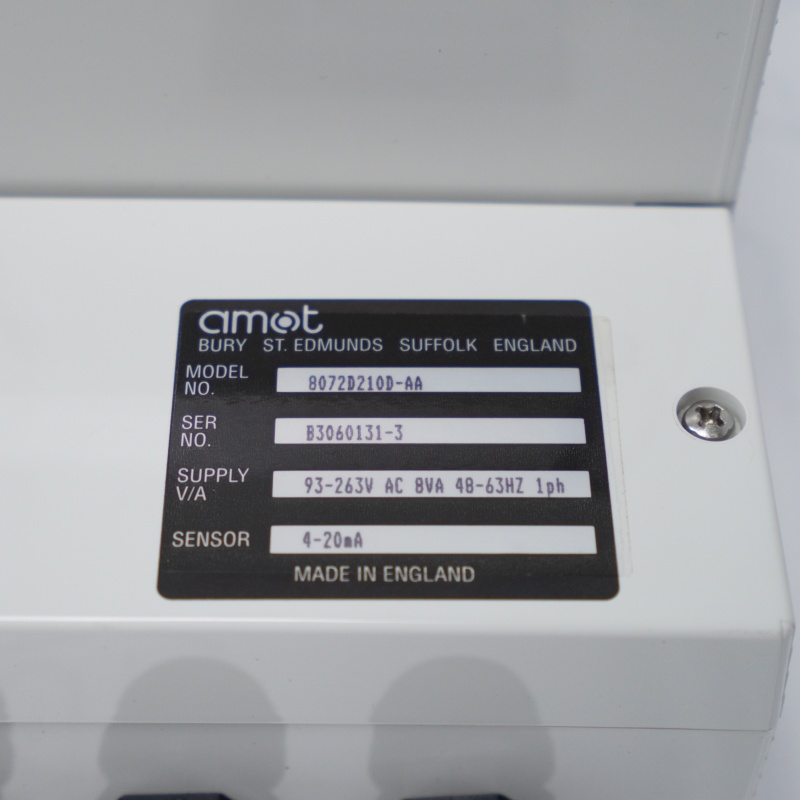 amot
BURY ST. EDMUNDS SUFFOLK ENGLAND
MODEL NO. 8072D210D-AA
SER NO. B3060131-3
SUPPLY V/A 93-263V AC 8VA 48-63HZ 1ph
SENSOR 4-20mA
MADE IN ENGLAND